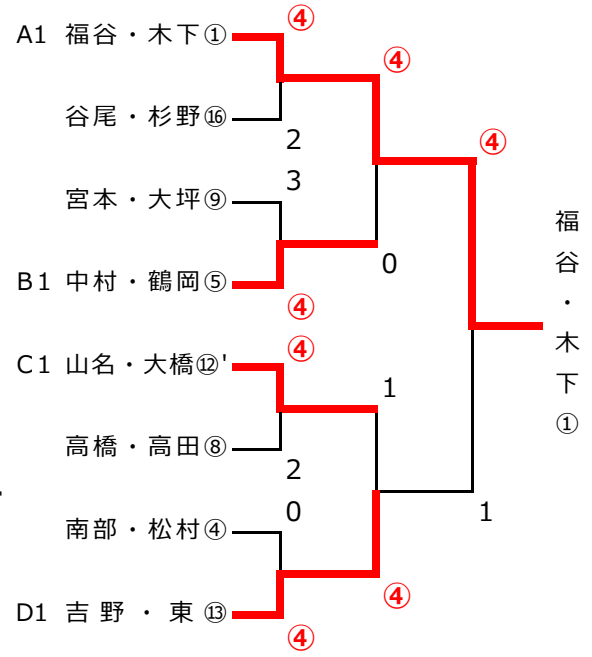 ④
A1 福谷・木下①
④
谷尾・杉野⑯
2
④
3
宮本・大坪⑨
0
B1 中村・鶴岡⑤
④
福谷・木下①
④
C1 山名・大橋⑫'
1
高橋・高田⑧
2
0
1
南部・松村④
④
D1 吉野・東⑬
④